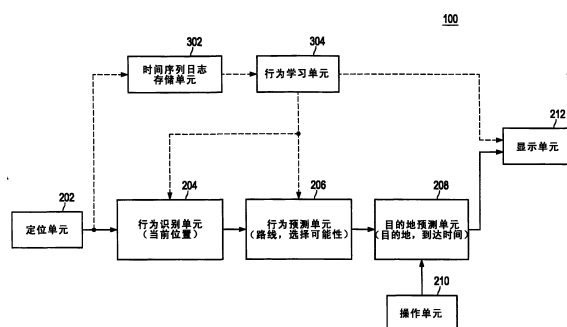 100
302
时间序列日志
存储单元
304
行为学习单元
212
显示单元
202
定位单元
204
行为识别单元
(当前位置)
206
行为预测单元
(路线，选择可能性)
208
目的地预测单元
(目的地，到达时间)
210
操作单元